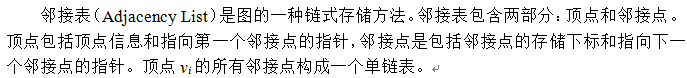 邻接表(Adjacency List)是图的一种链式存储方法。邻接表包含两部分：顶点和邻接点。
顶点包括顶点信息和指向第一个邻接点的指针，邻接点是包括邻接点的存储下标和指向下一
个邻接点的指针。顶点 vi 的所有邻接点构成一个单链表。